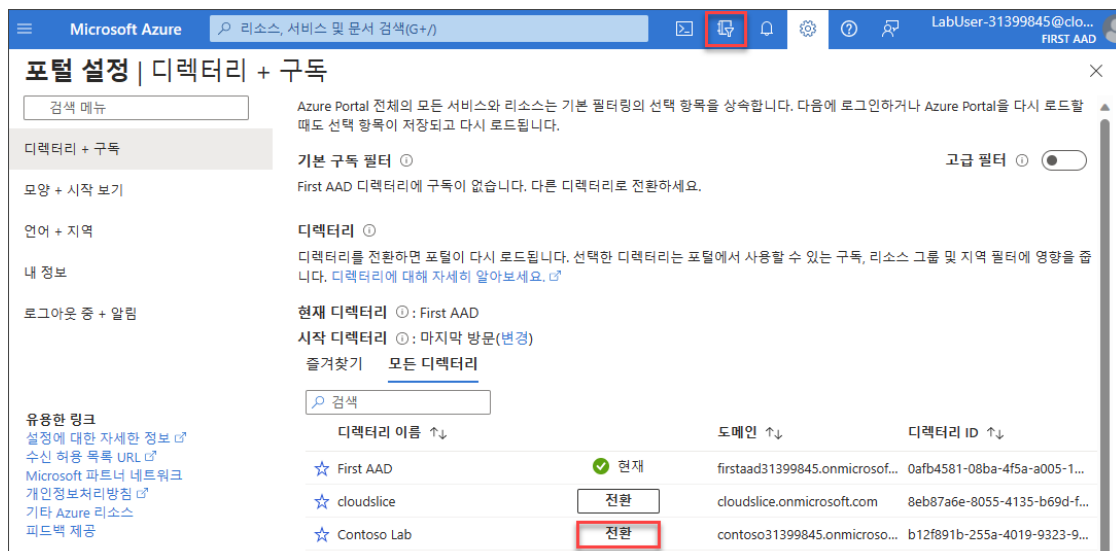 Microsoft Azure
리소스, 서비스 및 문서 검색(G+/)
LabUser-31399845@clo...
FIRST AAD
포털 설정 | 디렉터리 + 구독
검색 메뉴
디렉터리 + 구독
모양 + 시작 보기
언어 + 지역
내 정보
로그아웃 중 + 알림
유용한 링크
설정에 대한 자세한 정보
수신 허용 목록 URL
Microsoft 파트너 네트워크
개인정보처리방침
기타 Azure 리소스
피드백 제공
Azure Portal 전체의 모든 서비스와 리소스는 기본 필터링의 선택 항목을 상속합니다. 다음에 로그인하거나 Azure Portal을 다시 로드할
때도 선택 항목이 저장되고 다시 로드됩니다.
기본 구독 필터
고급 필터
First AAD 디렉터리에 구독이 없습니다. 다른 디렉터리로 전환하세요.
디렉터리
디렉터리를 전환하면 포털이 다시 로드됩니다. 선택한 디렉터리는 포털에서 사용할 수 있는 구독, 리소스 그룹 및 지역 필터에 영향을 줍
니다. 디렉터리에 대해 자세히 알아보세요.
현재 디렉터리 : First AAD
시작 디렉터리 : 마지막 방문(변경)
즐겨찾기 모든 디렉터리
검색
디렉터리 이름 도메인 디렉터리 ID
First AAD 현재 firstaad31399845.onmicrosof... 0afb4581-08ba-4f5a-a005-1...
cloudslice 전환 cloudslice.onmicrosoft.com 8eb87a6e-8055-4135-b69d-f...
Contoso Lab 전환 contoso31399845.onmicroso... b12f891b-255a-4019-9323-9...